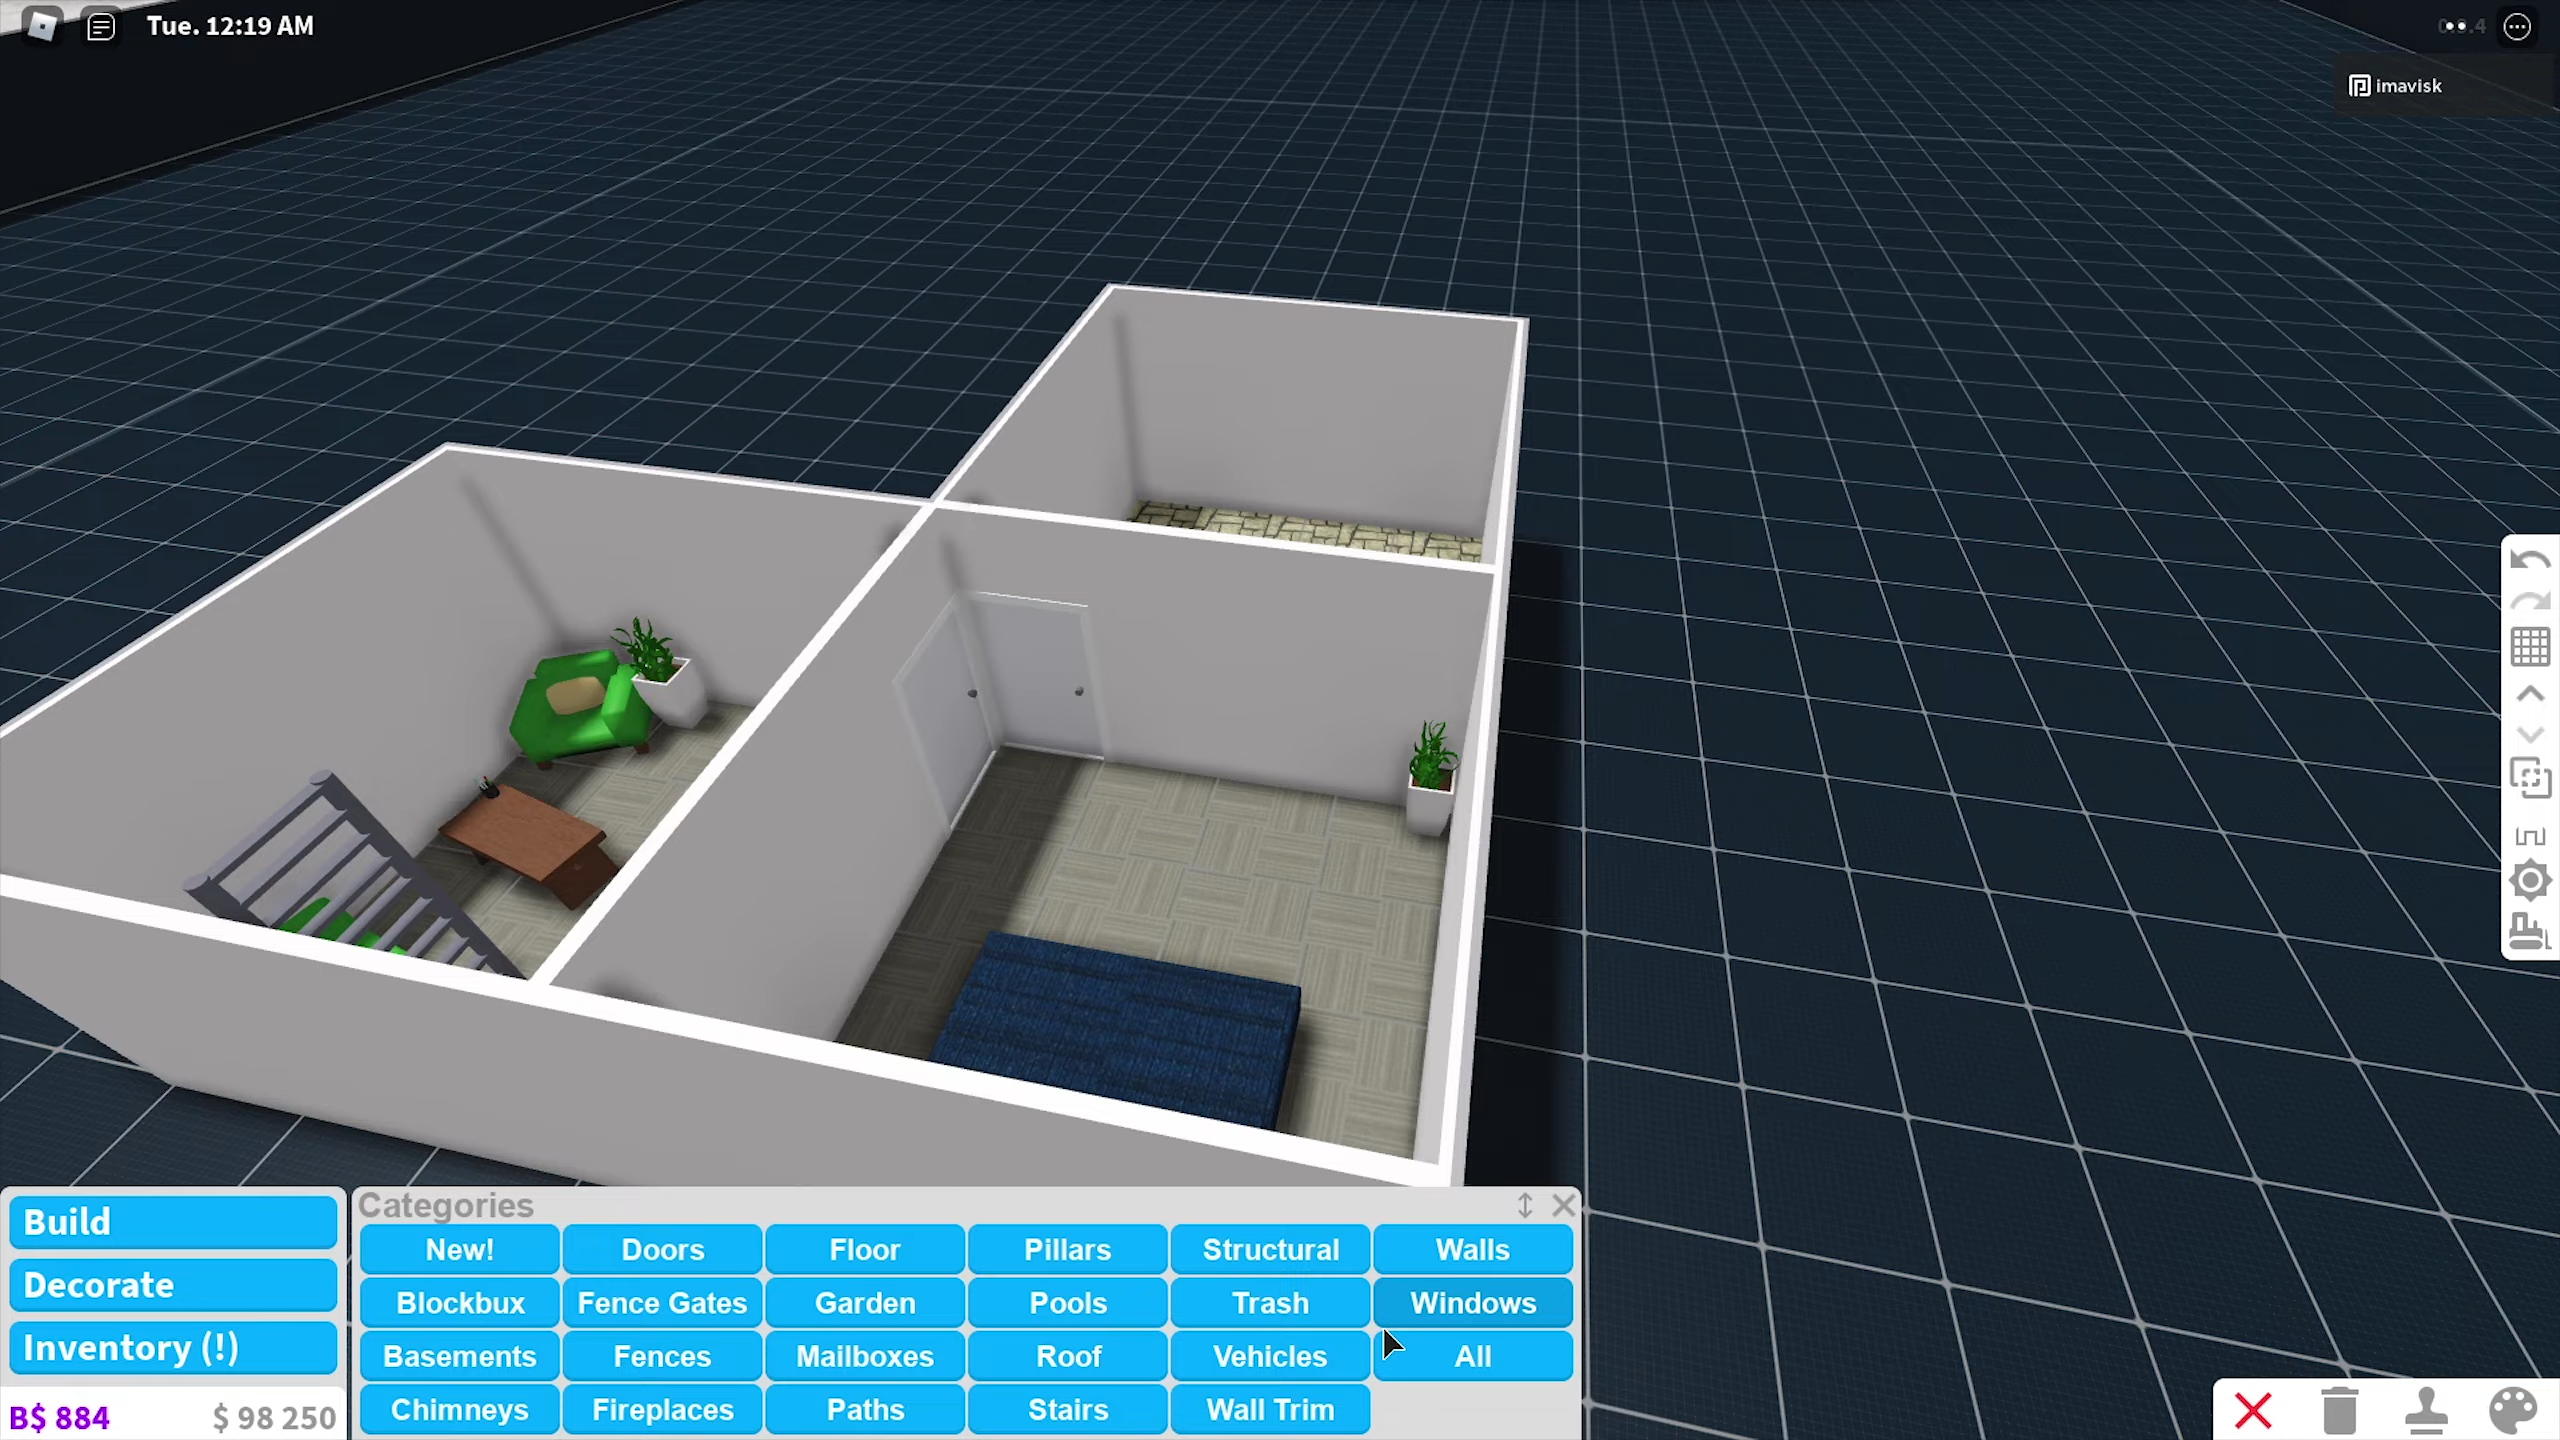 Tue. 12:19 AM
imavisk
Build
Decorate
Inventory (!)
B$ 884
$ 98 250
Categories
New!
Doors
Floor
Pillars
Structural
Walls
Blockbux
Fence Gates
Garden
Pools
Trash
Windows
Basements
Fences
Mailboxes
Roof
Vehicles
All
Chimneys
Fireplaces
Paths
Stairs
Wall Trim